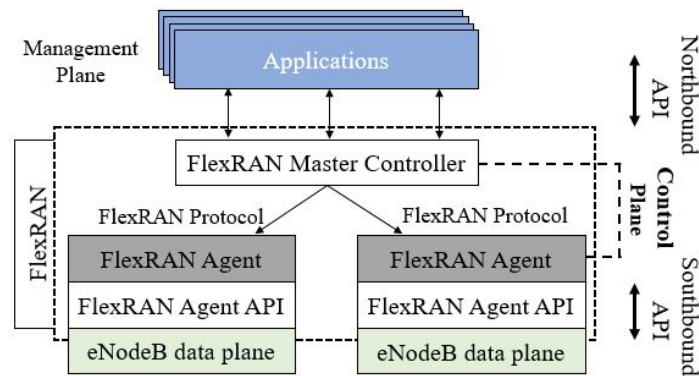 Management
Plane
Applications
Northbound
API
FlexRAN Master Controller
FlexRAN
FlexRAN Protocol
FlexRAN Protocol
Control
Plane
FlexRAN Agent
FlexRAN Agent
FlexRAN Agent API
FlexRAN Agent API
Southbound
API
eNodeB data plane
eNodeB data plane